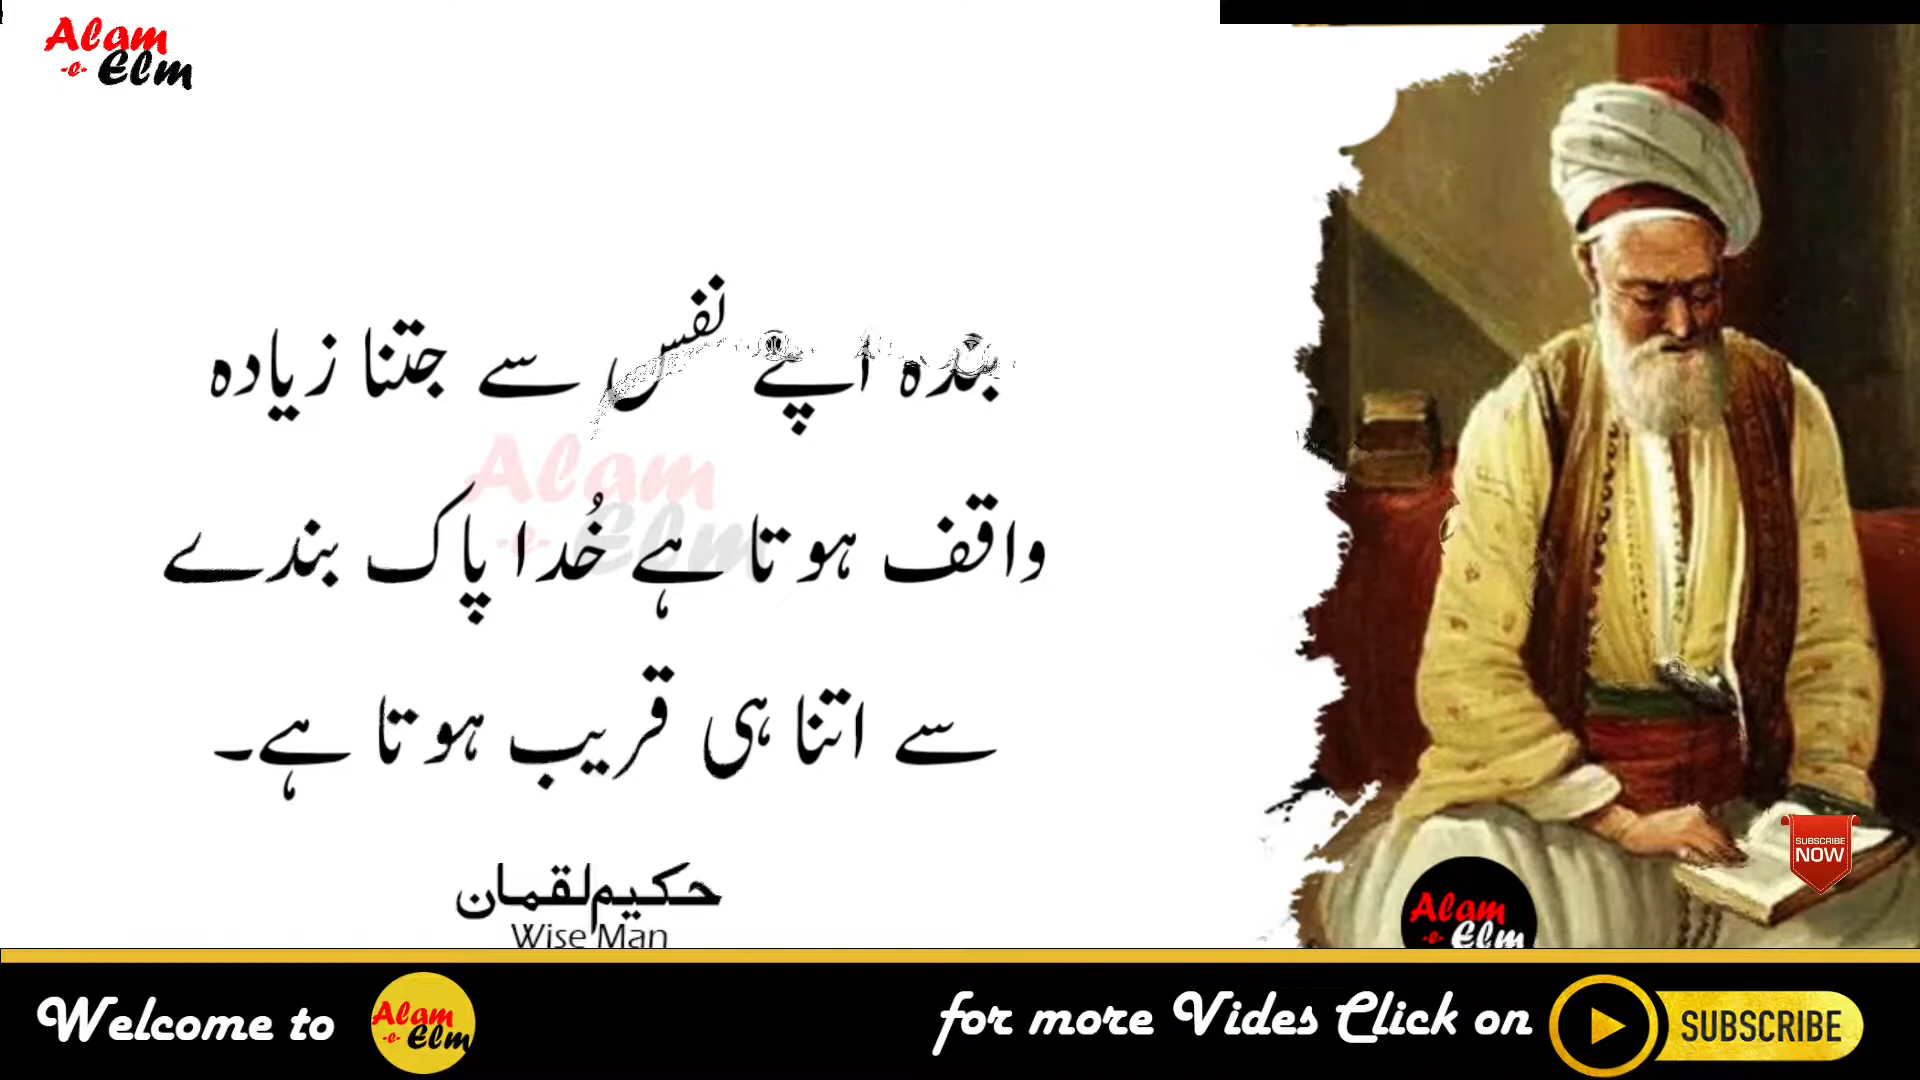 Alam
-e- Elm
بندہ اپنے نفس سے جتنا زیادہ
واقف ہوتا ہے خُدا پاک بندے
سے اتنا ہی قریب ہوتا ہے۔
Alam
-e- Elm
حکیم لقمان
Wise Man
SUBSCRIBE
NOW
Alam
-e- Elm
Welcome to
Alam
-e- Elm
for more Vides Click on
SUBSCRIBE